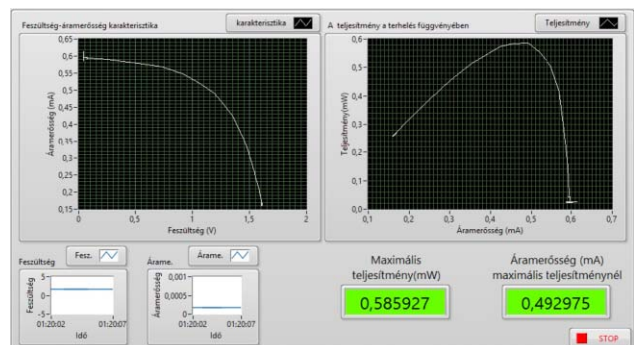 Feszültség-áramerősség karakterisztika
karakterisztika
0,65
0,6
0,55
0,5
0,45
0,4
0,35
0,3
0,25
0,2
0,15
Áramerősség (mA)
0
0,5
1
1,5
2
Feszültség (V)
A teljesítmény a terhelés függvényében
Teljesítmény
0,6
0,5
0,4
0,3
0,2
0,1
0,0
Teljesítmény(mW)
0,1
0,2
0,3
0,4
0,5
0,6
0,7
Áramerősség (mA)
Feszültség
Fesz.
5
0
-5
Feszültség
01:20:02
01:20:07
Idő
Árame.
Árame.
0,001
0,0005
0
Áramerősség
01:20:02
01:20:07
Idő
Maximális
teljesítmény(mW)
0,585927
Áramerősség (mA)
maximális teljesítménynél
0,492975
STOP